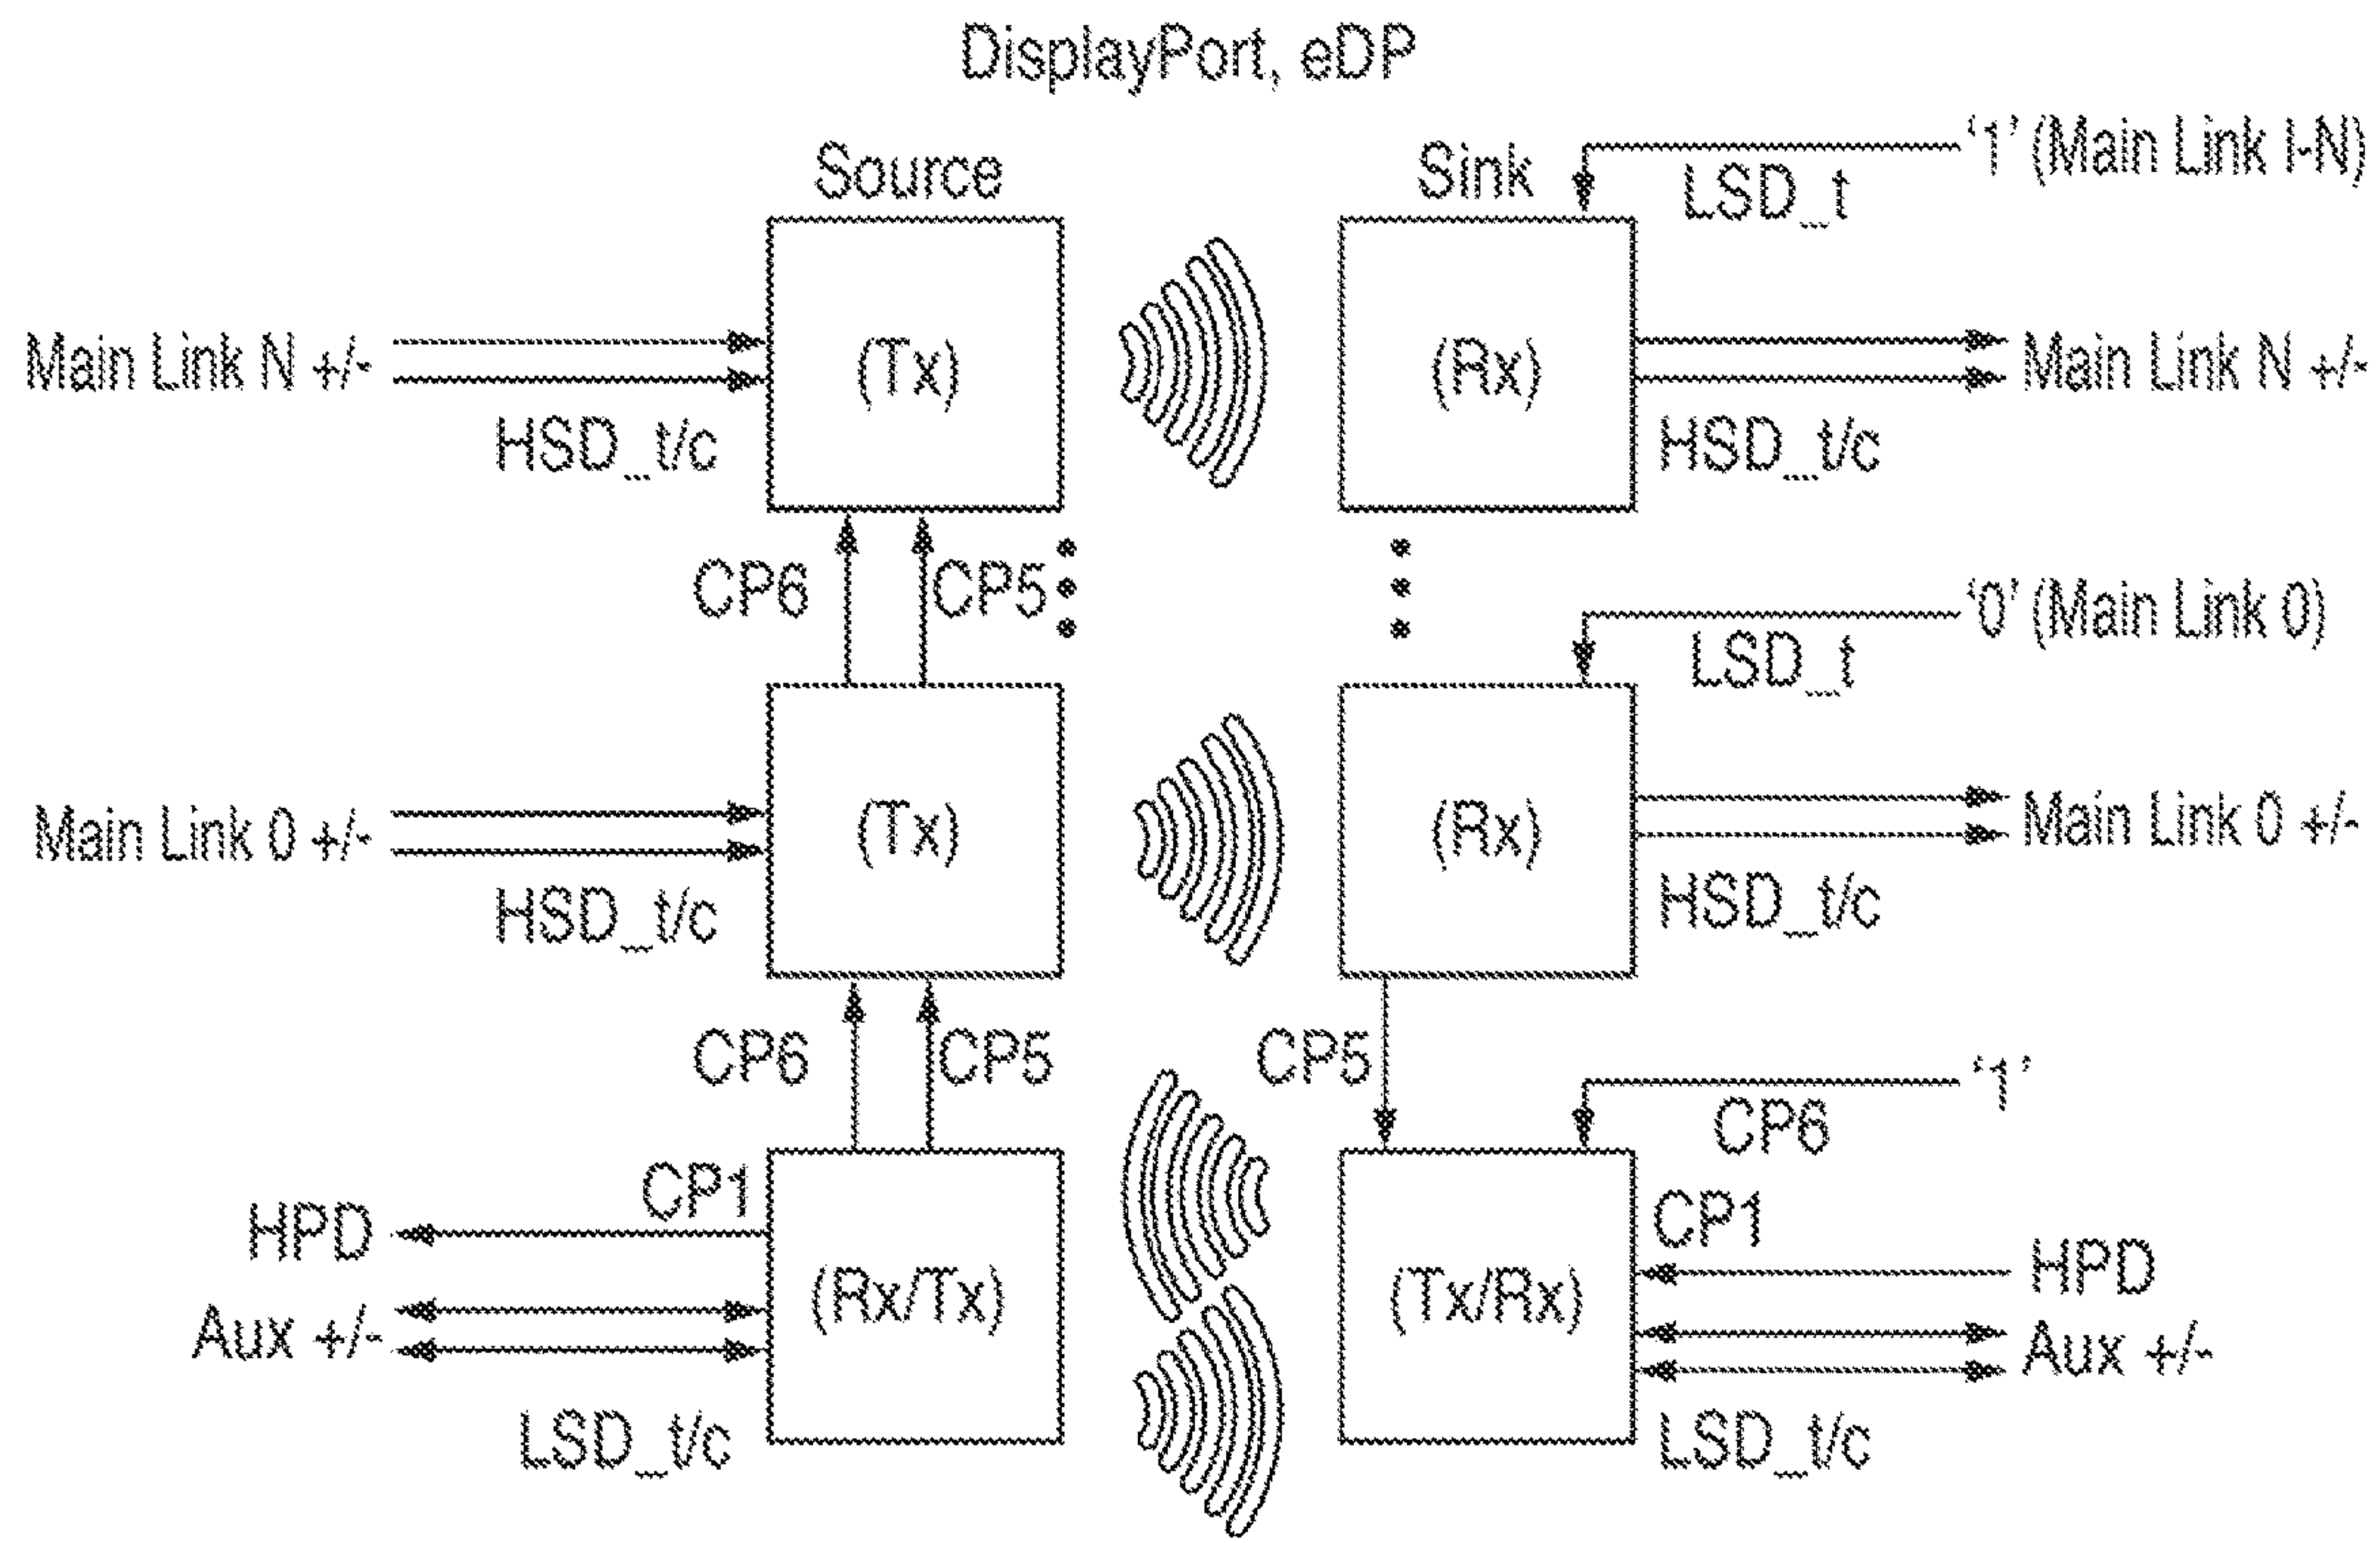 DisplayPort, eDP
Source
Sink
'1' (Main Link I-N)
LSD_t
Main Link N +/-
(Tx)
(Rx)
Main Link N +/-
HSD_t/c
HSD_t/c
CP6
CP5
'0' (Main Link 0)
LSD_t
Main Link 0 +/-
(Tx)
(Rx)
Main Link 0 +/-
HSD_t/c
HSD_t/c
CP6
CP5
CP5
'1'
CP6
CP1
CP1
HPD
HPD
(Rx/Tx)
(Tx/Rx)
Aux +/-
Aux +/-
LSD_t/c
LSD_t/c